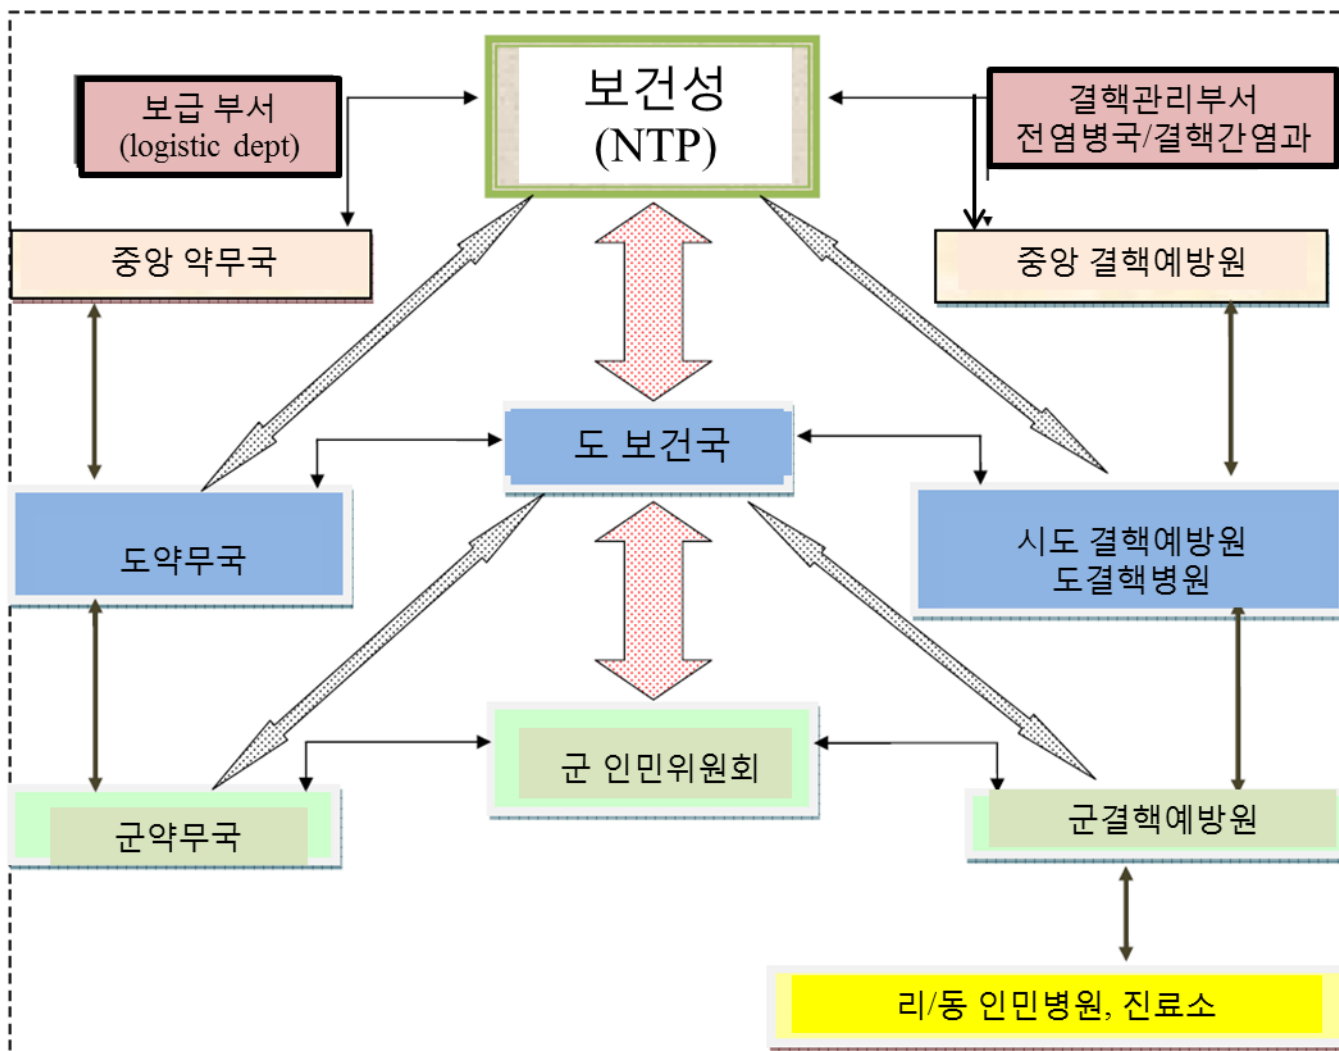 보건성
(NTP)
보급 부서
(logistic dept)
결핵관리부서
전염병국/결핵간염과
중앙 약무국
중앙 결핵예방원
도 보건국
도약무국
시도 결핵예방원
도결핵병원
군 인민위원회
군약무국
군결핵예방원
리/동 인민병원, 진료소